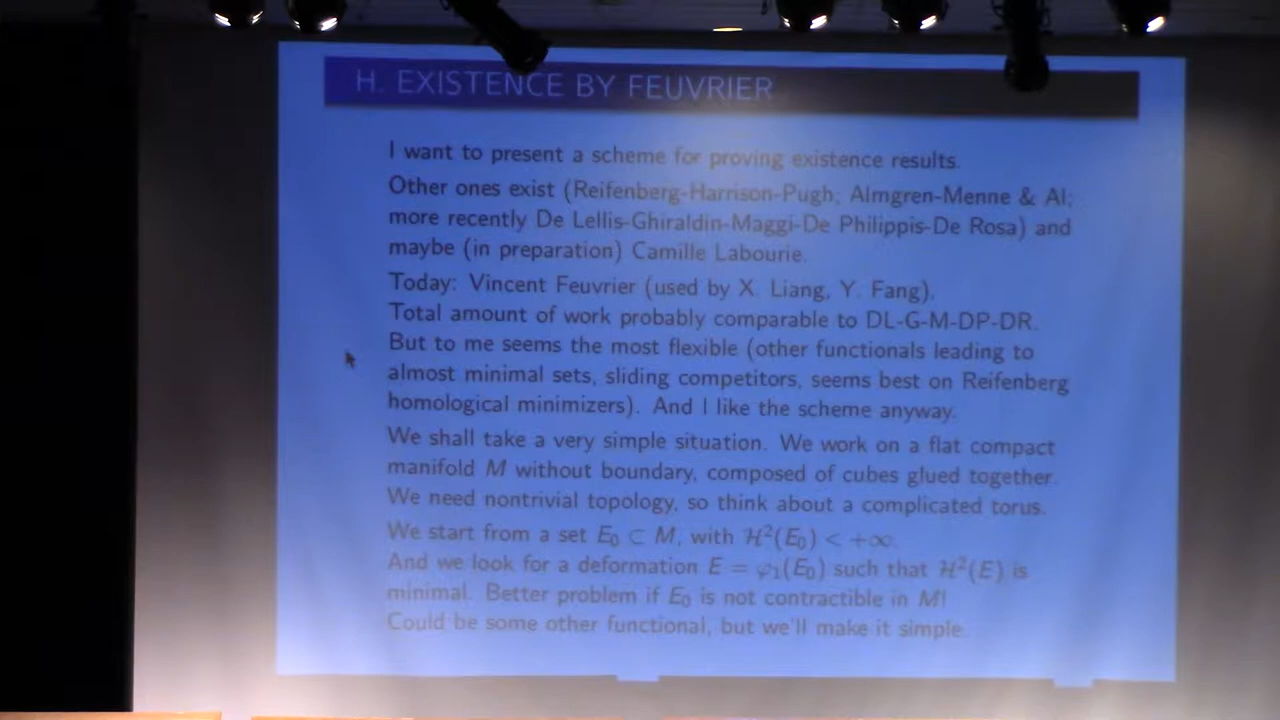 H. EXISTENCE BY FEUVRIER
I want to present a scheme for proving existence results.
Other ones exist (Reifenberg-Harrison-Pugh; Almgren-Menne & Al;
more recently De Lellis-Ghiraldin-Maggi-De Philippis-De Rosa) and
maybe (in preparation) Camille Labourie.
Today: Vincent Feuvrier (used by X. Liang, Y. Fang).
Total amount of work probably comparable to DL-G-M-DP-DR.
But to me seems the most flexible (other functionals leading to
almost minimal sets, sliding competitors, seems best on Reifenberg
homological minimizers). And I like the scheme anyway.
We shall take a very simple situation. We work on a flat compact
manifold M without boundary, composed of cubes glued together.
We need nontrivial topology, so think about a complicated torus.
We start from a set E₀ ⊂ M, with ℋ²(E₀) < +∞.
And we look for a deformation E = φ₁(E₀) such that ℋ²(E) is
minimal. Better problem if E₀ is not contractible in M!
Could be some other functional, but we'll make it simple.